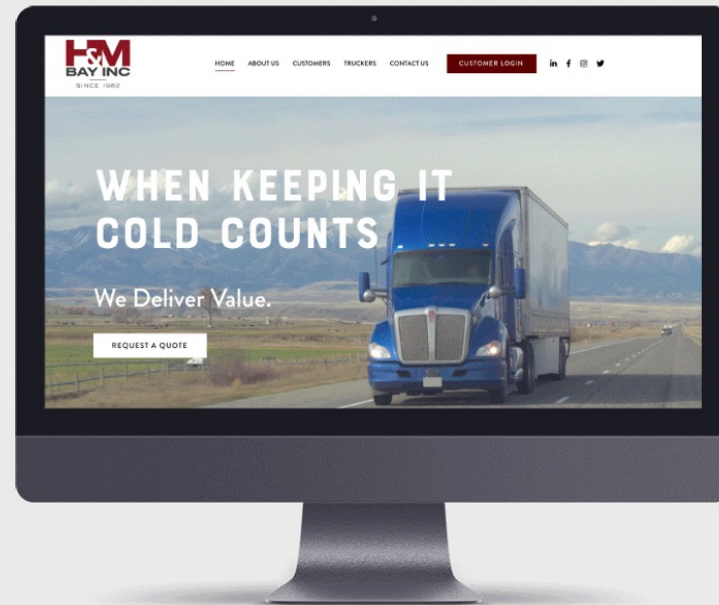 H&M
BAY INC
SINCE 1982
HOME ABOUT US CUSTOMERS TRUCKERS CONTACT US CUSTOMER LOGIN in f
WHEN KEEPING IT
COLD COUNTS
We Deliver Value.
REQUEST A QUOTE